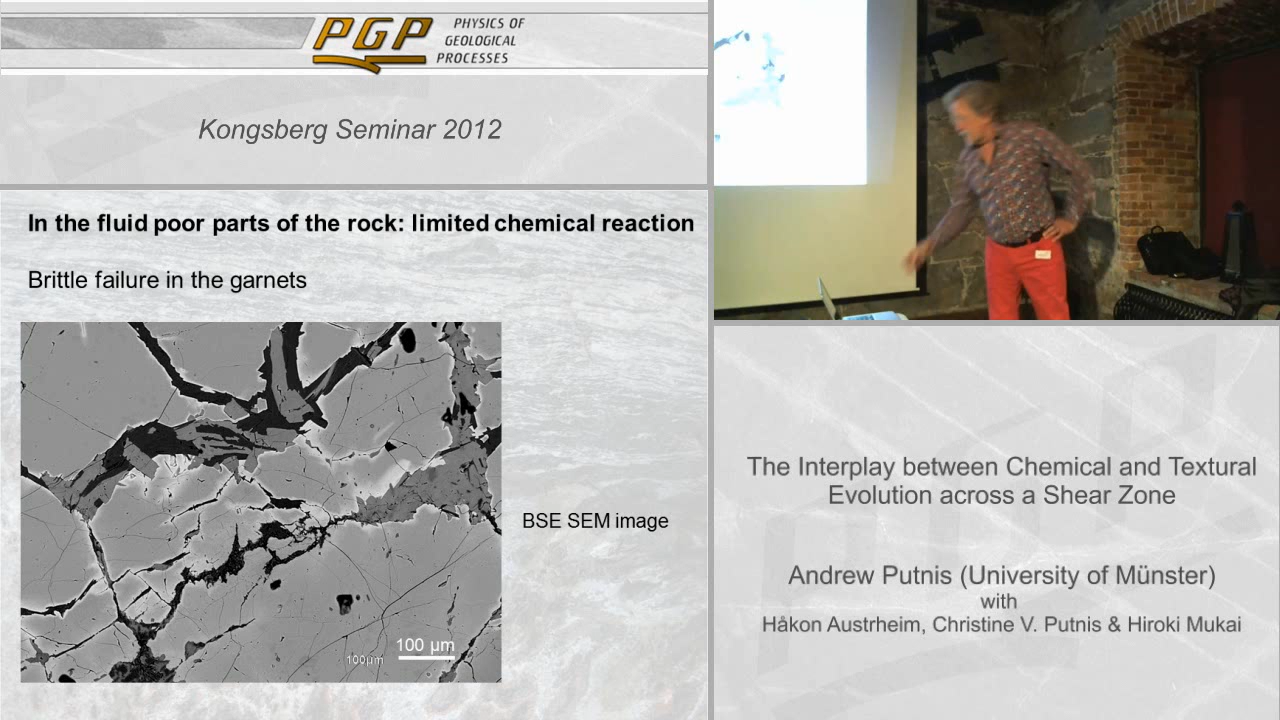 PGP
PHYSICS OF
GEOLOGICAL
PROCESSES
Kongsberg Seminar 2012
In the fluid poor parts of the rock: limited chemical reaction
Brittle failure in the garnets
BSE SEM image
100 µm
100µm
The Interplay between Chemical and Textural
Evolution across a Shear Zone
Andrew Putnis (University of Münster)
with
Håkon Austrheim, Christine V. Putnis & Hiroki Mukai